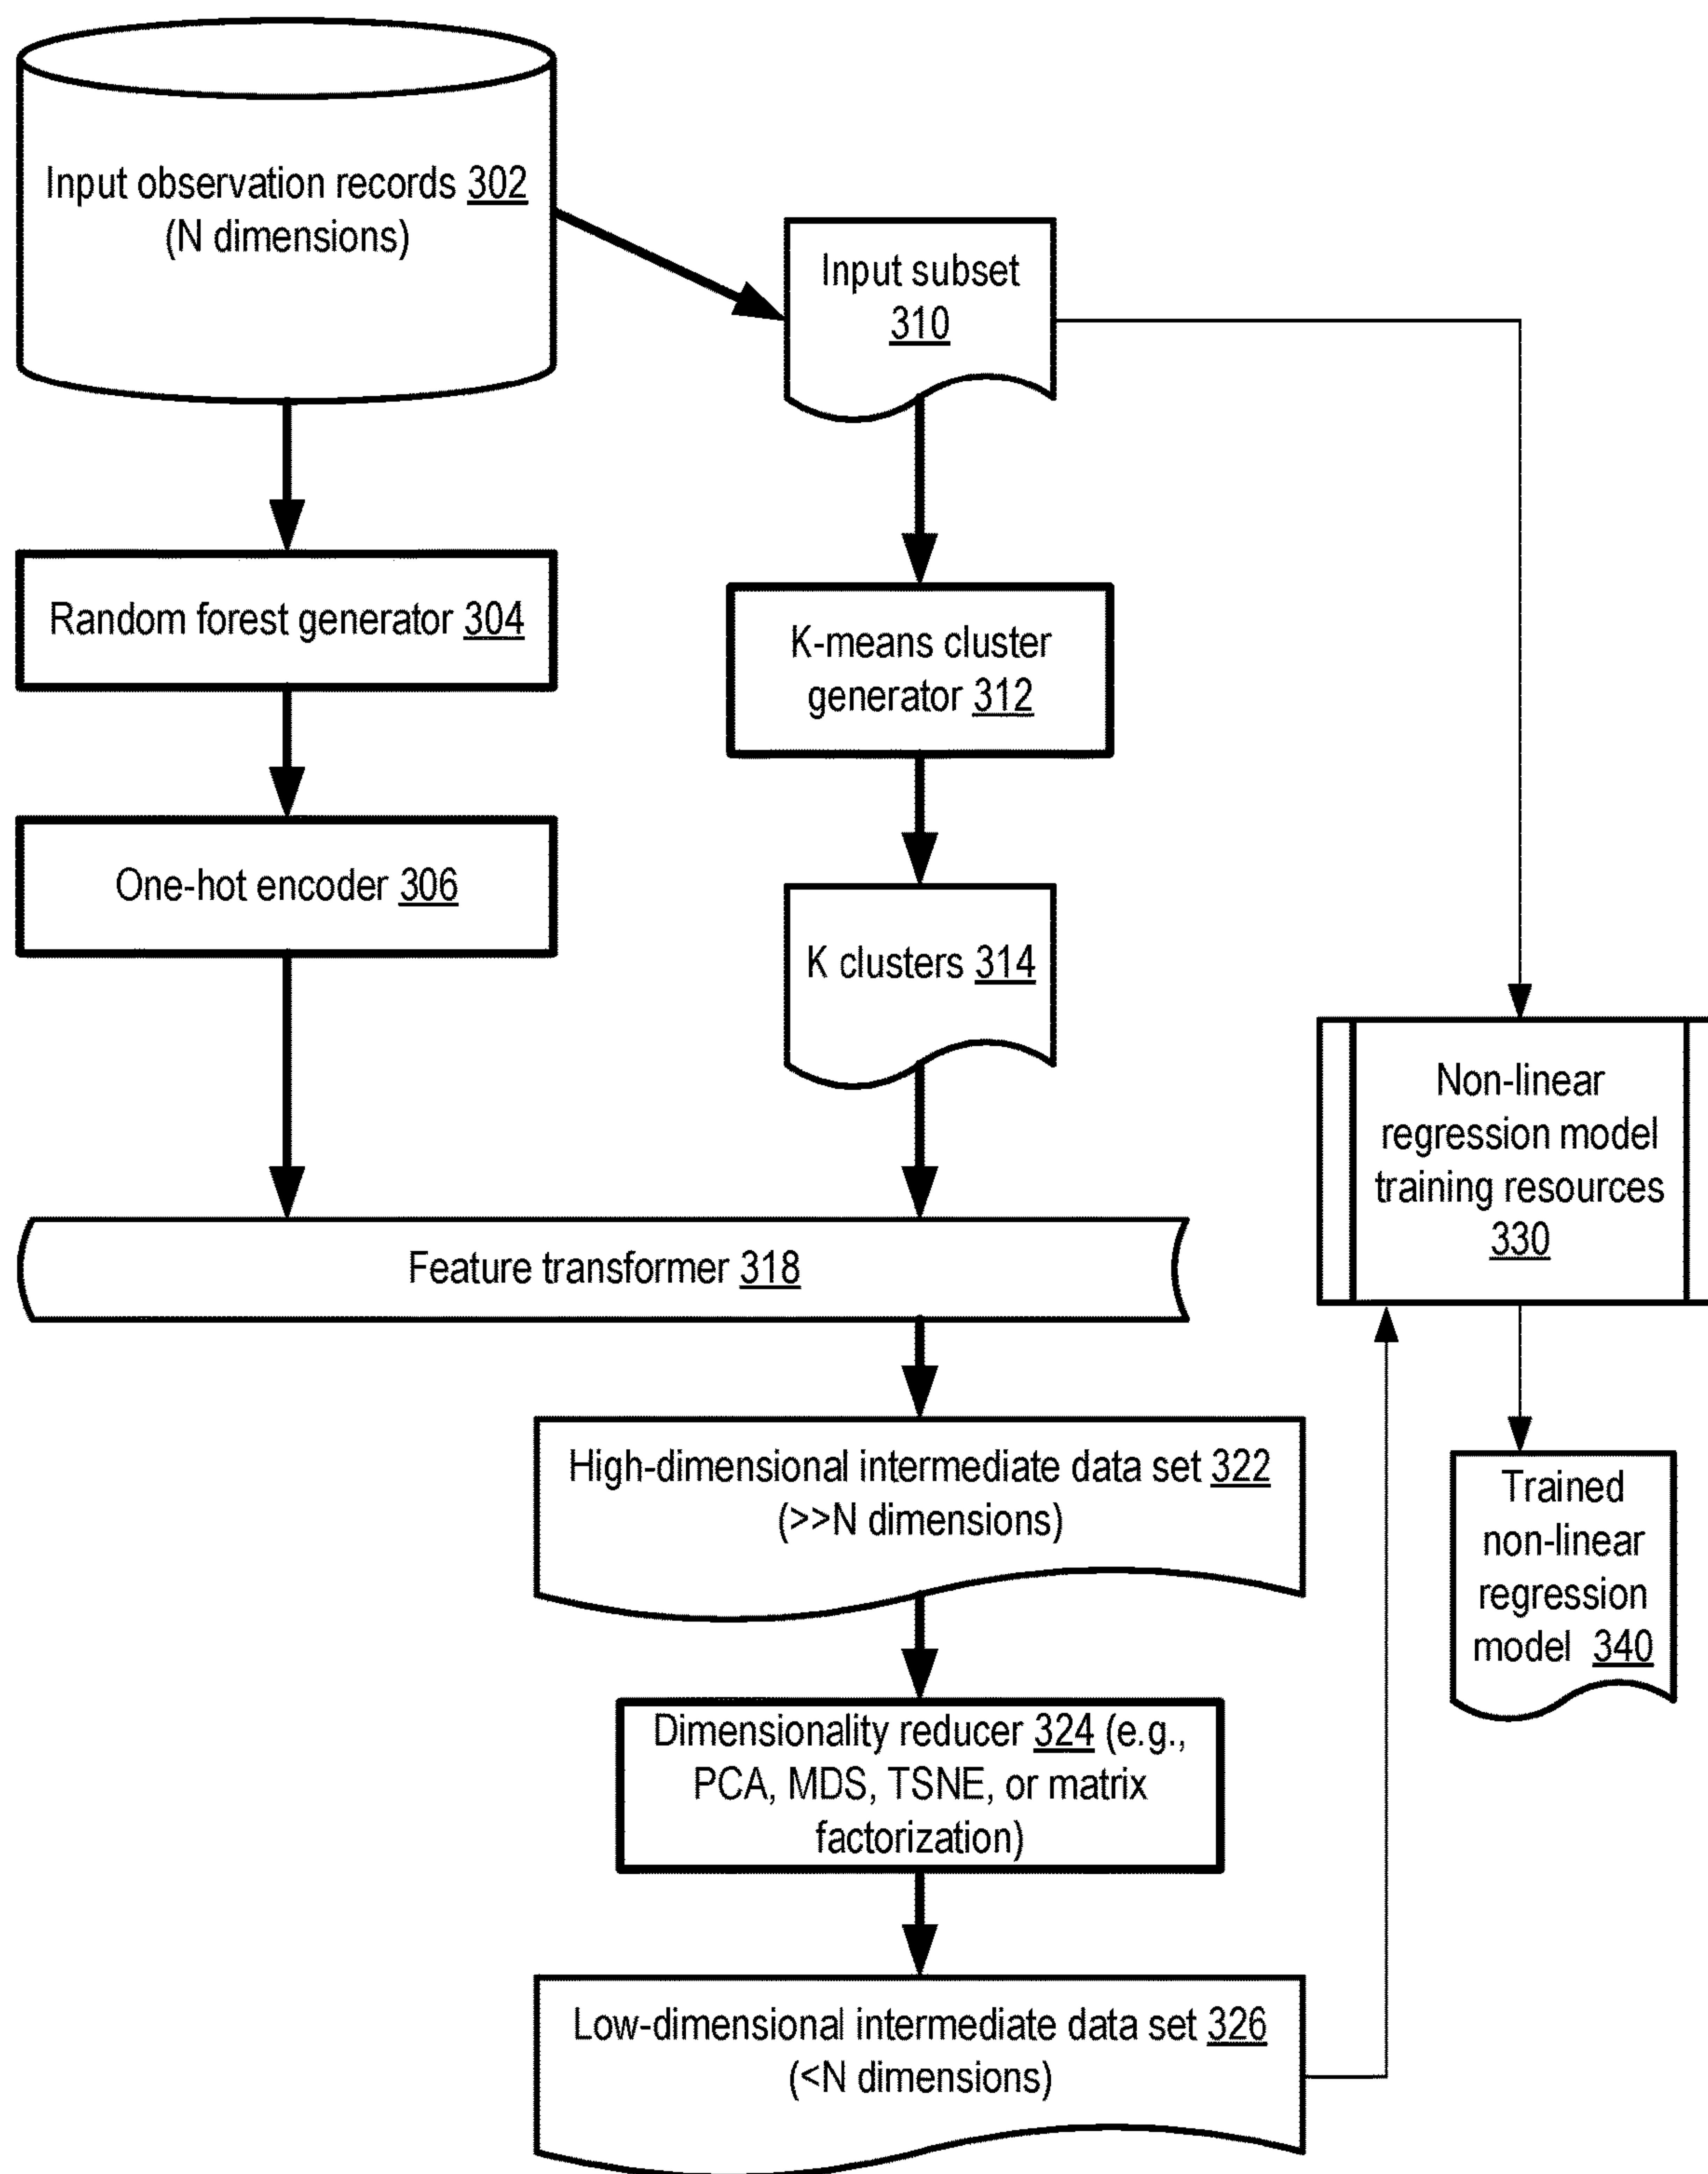 Input observation records 302
(N dimensions)
Input subset
310
Random forest generator 304
K-means cluster
generator 312
One-hot encoder 306
K clusters 314
Non-linear
regression model
training resources
330
Feature transformer 318
High-dimensional intermediate data set 322
(>>N dimensions)
Trained
non-linear
regression
model 340
Dimensionality reducer 324 (e.g.,
PCA, MDS, TSNE, or matrix
factorization)
Low-dimensional intermediate data set 326
(<N dimensions)